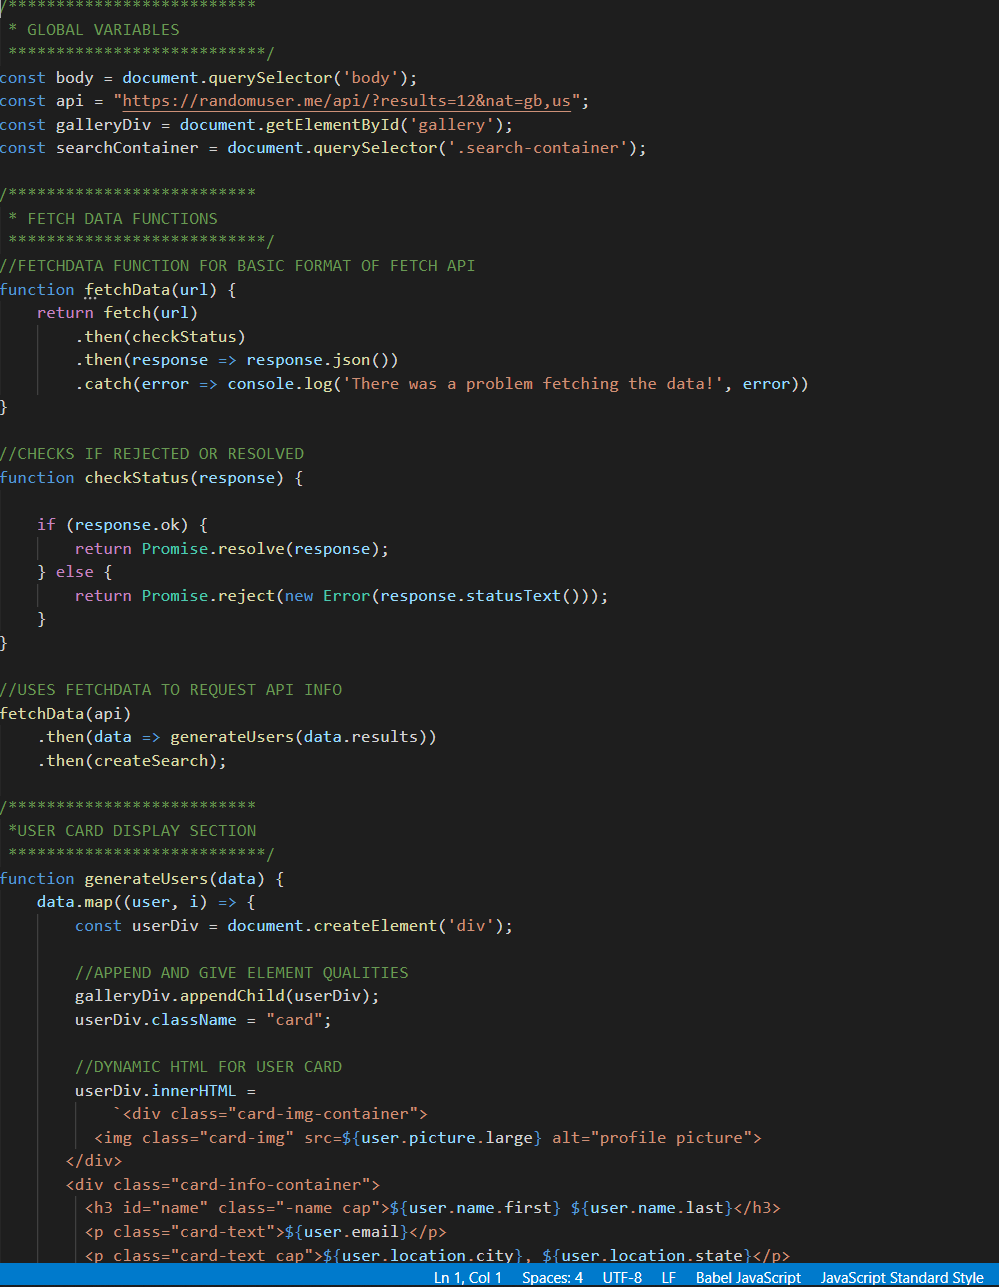 /**************************
 * GLOBAL VARIABLES
 ***************************/
const body = document.querySelector('body');
const api = "https://randomuser.me/api/?results=12&nat=gb,us";
const galleryDiv = document.getElementById('gallery');
const searchContainer = document.querySelector('.search-container');

/**************************
 * FETCH DATA FUNCTIONS
 ***************************/
//FETCHDATA FUNCTION FOR BASIC FORMAT OF FETCH API
function fetchData(url) {
    return fetch(url)
        .then(checkStatus)
        .then(response => response.json())
        .catch(error => console.log('There was a problem fetching the data!', error))
}

//CHECKS IF REJECTED OR RESOLVED
function checkStatus(response) {

    if (response.ok) {
        return Promise.resolve(response);
    } else {
        return Promise.reject(new Error(response.statusText()));
    }
}

//USES FETCHDATA TO REQUEST API INFO
fetchData(api)
    .then(data => generateUsers(data.results))
    .then(createSearch);

/**************************
 *USER CARD DISPLAY SECTION
 ***************************/
function generateUsers(data) {
    data.map((user, i) => {
        const userDiv = document.createElement('div');

        //APPEND AND GIVE ELEMENT QUALITIES
        galleryDiv.appendChild(userDiv);
        userDiv.className = "card";

        //DYNAMIC HTML FOR USER CARD
        userDiv.innerHTML =
            `<div class="card-img-container">
          <img class="card-img" src=${user.picture.large} alt="profile picture">
       </div>
       <div class="card-info-container">
         <h3 id="name" class="-name cap">${user.name.first} ${user.name.last}</h3>
         <p class="card-text">${user.email}</p>
         <p class="card-text cap">${user.location.city}, ${user.location.state}</p>
Ln 1, Col 1 Spaces: 4 UTF-8 LF Babel JavaScript JavaScript Standard Style